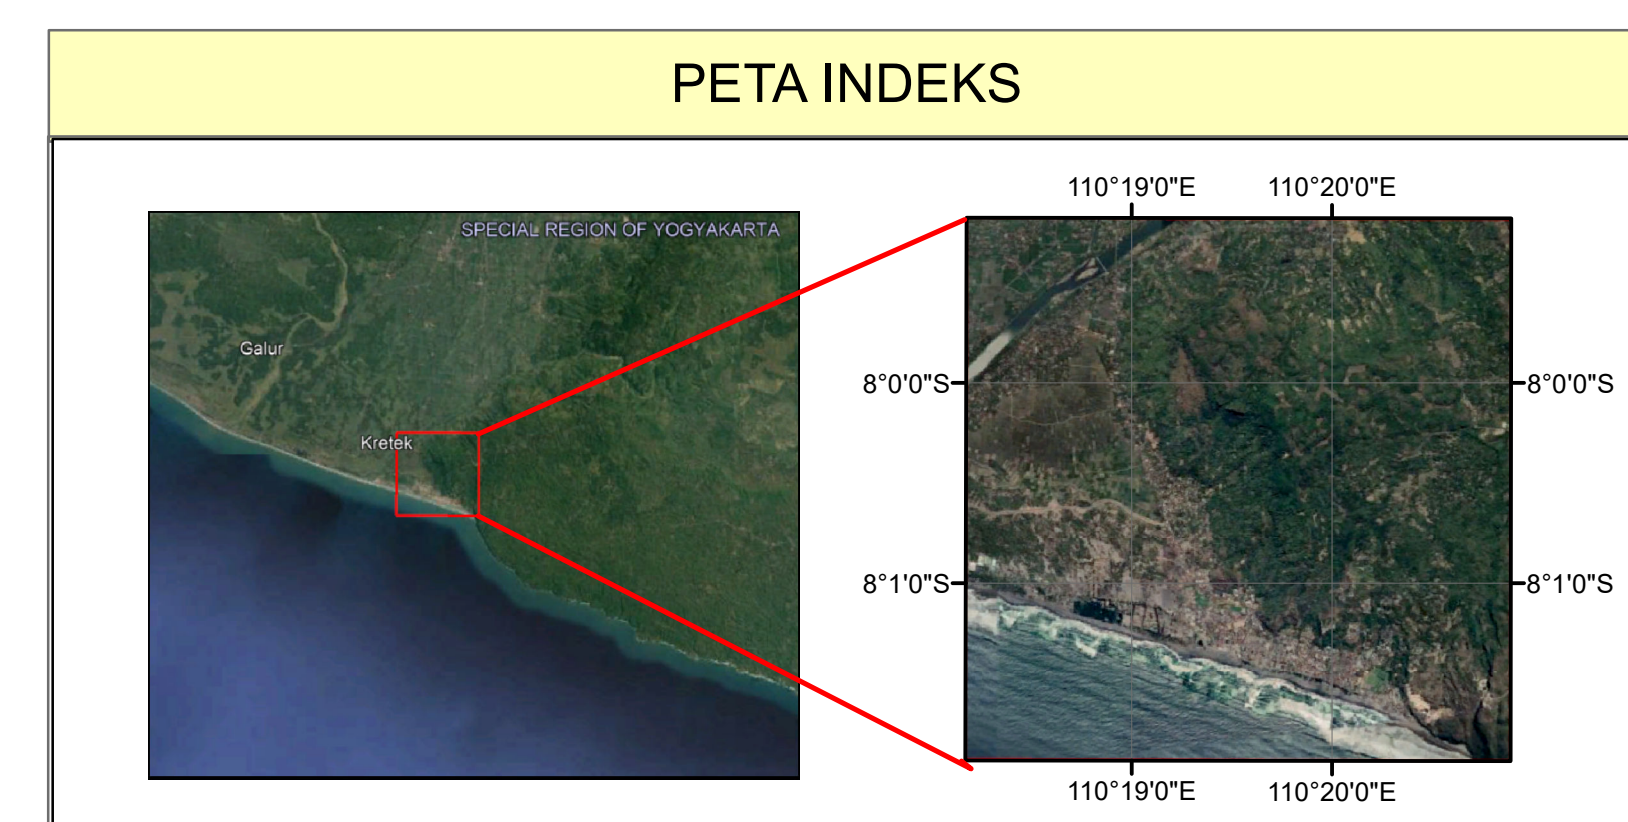 PETA INDEKS
SPECIAL REGION OF YOGYAKARTA
Galur
Kretek
110°19'0"E 110°20'0"E
8°0'0"S 8°0'0"S
8°1'0"S 8°1'0"S
110°19'0"E 110°20'0"E